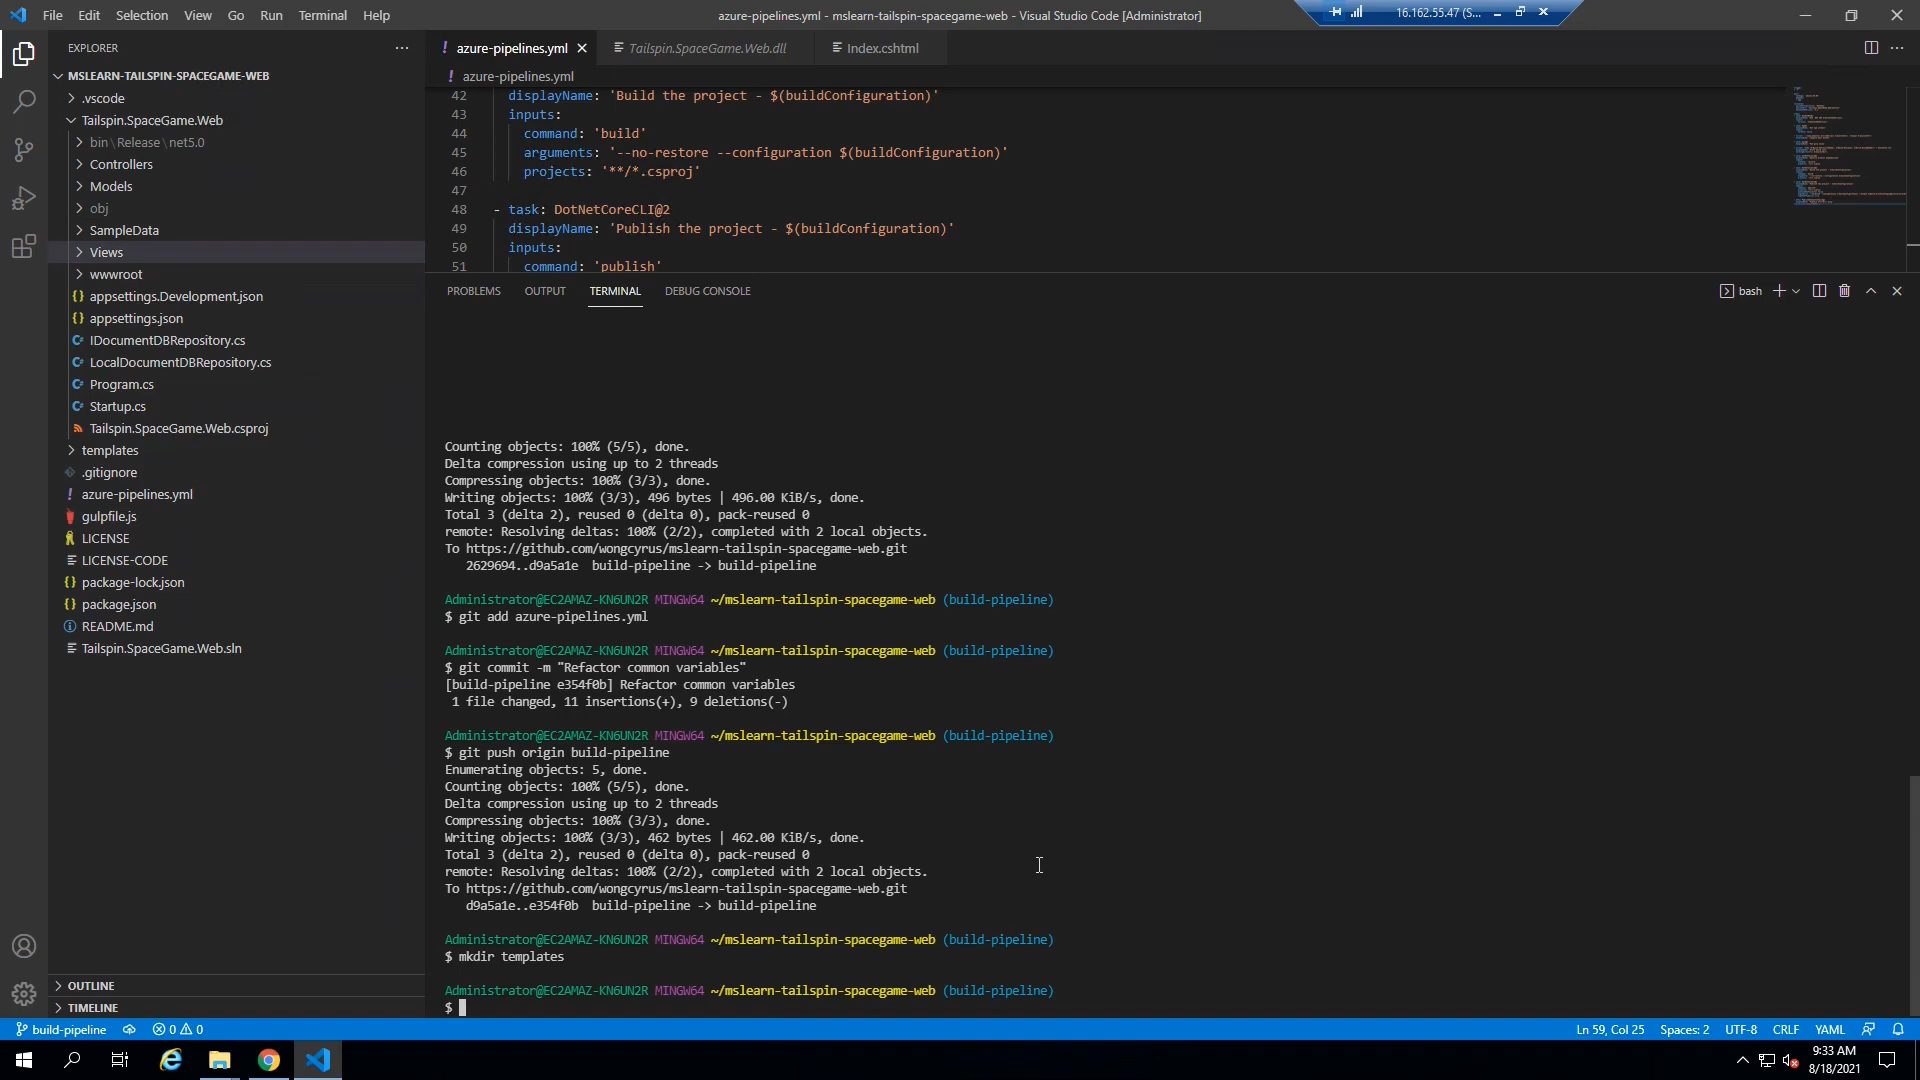 File Edit Selection View Go Run Terminal Help
azure-pipelines.yml - mslearn-tailspin-spacegame-web - Visual Studio Code [Administrator]
16.162.55.47 (S...
EXPLORER
azure-pipelines.yml
Tailspin.SpaceGame.Web.dll
Index.cshtml
azure-pipelines.yml
MSLEARN-TAILSPIN-SPACEGAME-WEB
.vscode
Tailspin.SpaceGame.Web
bin\Release\net5.0
Controllers
Models
obj
SampleData
Views
wwwroot
appsettings.Development.json
appsettings.json
IDocumentDBRepository.cs
LocalDocumentDBRepository.cs
Program.cs
Startup.cs
Tailspin.SpaceGame.Web.csproj
templates
.gitignore
azure-pipelines.yml
gulpfile.js
LICENSE
LICENSE-CODE
package-lock.json
package.json
README.md
Tailspin.SpaceGame.Web.sln
OUTLINE
TIMELINE
42 displayName: 'Build the project - $(buildConfiguration)'
43 inputs:
44 command: 'build'
45 arguments: '--no-restore --configuration $(buildConfiguration)'
46 projects: '**/*.csproj'
47
48 - task: DotNetCoreCLI@2
49 displayName: 'Publish the project - $(buildConfiguration)'
50 inputs:
51 command: 'publish'
PROBLEMS OUTPUT TERMINAL DEBUG CONSOLE
bash
Counting objects: 100% (5/5), done.
Delta compression using up to 2 threads
Compressing objects: 100% (3/3), done.
Writing objects: 100% (3/3), 496 bytes | 496.00 KiB/s, done.
Total 3 (delta 2), reused 0 (delta 0), pack-reused 0
remote: Resolving deltas: 100% (2/2), completed with 2 local objects.
To https://github.com/wongcyrus/mslearn-tailspin-spacegame-web.git
2629694..d9a5a1e build-pipeline -> build-pipeline
Administrator@EC2AMAZ-KN6UN2R MINGW64 ~/mslearn-tailspin-spacegame-web (build-pipeline)
$ git add azure-pipelines.yml
Administrator@EC2AMAZ-KN6UN2R MINGW64 ~/mslearn-tailspin-spacegame-web (build-pipeline)
$ git commit -m "Refactor common variables"
[build-pipeline e354f0b] Refactor common variables
1 file changed, 11 insertions(+), 9 deletions(-)
Administrator@EC2AMAZ-KN6UN2R MINGW64 ~/mslearn-tailspin-spacegame-web (build-pipeline)
$ git push origin build-pipeline
Enumerating objects: 5, done.
Counting objects: 100% (5/5), done.
Delta compression using up to 2 threads
Compressing objects: 100% (3/3), done.
Writing objects: 100% (3/3), 462 bytes | 462.00 KiB/s, done.
Total 3 (delta 2), reused 0 (delta 0), pack-reused 0
remote: Resolving deltas: 100% (2/2), completed with 2 local objects.
To https://github.com/wongcyrus/mslearn-tailspin-spacegame-web.git
d9a5a1e..e354f0b build-pipeline -> build-pipeline
Administrator@EC2AMAZ-KN6UN2R MINGW64 ~/mslearn-tailspin-spacegame-web (build-pipeline)
$ mkdir templates
Administrator@EC2AMAZ-KN6UN2R MINGW64 ~/mslearn-tailspin-spacegame-web (build-pipeline)
$
build-pipeline 0 0
Ln 59, Col 25 Spaces: 2 UTF-8 CRLF YAML
9:33 AM
8/18/2021